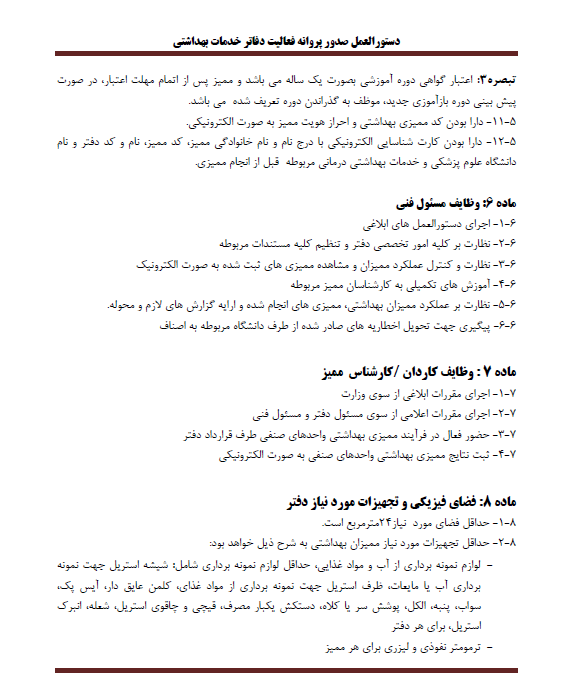 دستورالعمل صدور پروانه فعالیت دفاتر خدمات بهداشتی
تبصره۳: اعتبار گواهی دوره آموزشی بصورت یک ساله می باشد و ممیز پس از اتمام مهلت اعتبار، در صورت
پیش بینی دوره بازآموزی جدید، موظف به گذراندن دوره تعریف شده می باشد.
۵-۱۱- دارا بودن کد ممیزی بهداشتی و احراز هویت ممیز به صورت الکترونیکی.
۵-۱۲- دارا بودن کارت شناسایی الکترونیکی با درج نام و نام خانوادگی ممیز، کد ممیز، نام و کد دفتر و نام
دانشگاه علوم پزشکی و خدمات بهداشتی درمانی مربوطه قبل از انجام ممیزی.
ماده ۶: وظایف مسئول فنی
۶-۱- اجرای دستورالعمل های ابلاغی
۶-۲- نظارت بر کلیه امور تخصصی دفتر و تنظیم کلیه مستندات مربوطه
۶-۳- نظارت و کنترل عملکرد ممیزان و مشاهده ممیزی های ثبت شده به صورت الکترونیک
۶-۴- آموزش های تکمیلی به کارشناسان ممیز مربوطه
۶-۵- نظارت بر عملکرد ممیزان بهداشتی، ممیزی های انجام شده و ارایه گزارش های لازم و محوله.
۶-۶- پیگیری جهت تحویل اخطاریه های صادر شده از طرف دانشگاه مربوطه به اصناف
ماده ۷ : وظایف کاردان /کارشناس ممیز
۷-۱- اجرای مقررات ابلاغی از سوی وزارت
۷-۲- اجرای مقررات اعلامی از سوی مسئول دفتر و مسئول فنی
۷-۳- حضور فعال در فرآیند ممیزی بهداشتی واحدهای صنفی طرف قرارداد دفتر
۷-۴- ثبت نتایج ممیزی بهداشتی واحدهای صنفی به صورت الکترونیکی
ماده ۸: فضای فیزیکی و تجهیزات مورد نیاز دفتر
۸-۱- حداقل فضای مورد نیاز۲۴مترمربع است.
۸-۲- حداقل تجهیزات مورد نیاز ممیزان بهداشتی به شرح ذیل خواهد بود:
- لوازم نمونه برداری از آب و مواد غذایی، حداقل لوازم نمونه برداری شامل: شیشه استریل جهت نمونه
برداری آب یا مایعات، ظرف استریل جهت نمونه برداری از مواد غذای، کلمن عایق دار، آیس پک،
سواب، پنبه، الکل، پوشش سر یا کلاه، دستکش یکبار مصرف، قیچی و چاقوی استریل، شعله، انبرک
استریل، برای هر دفتر
- ترمومتر نفوذی و لیزری برای هر ممیز